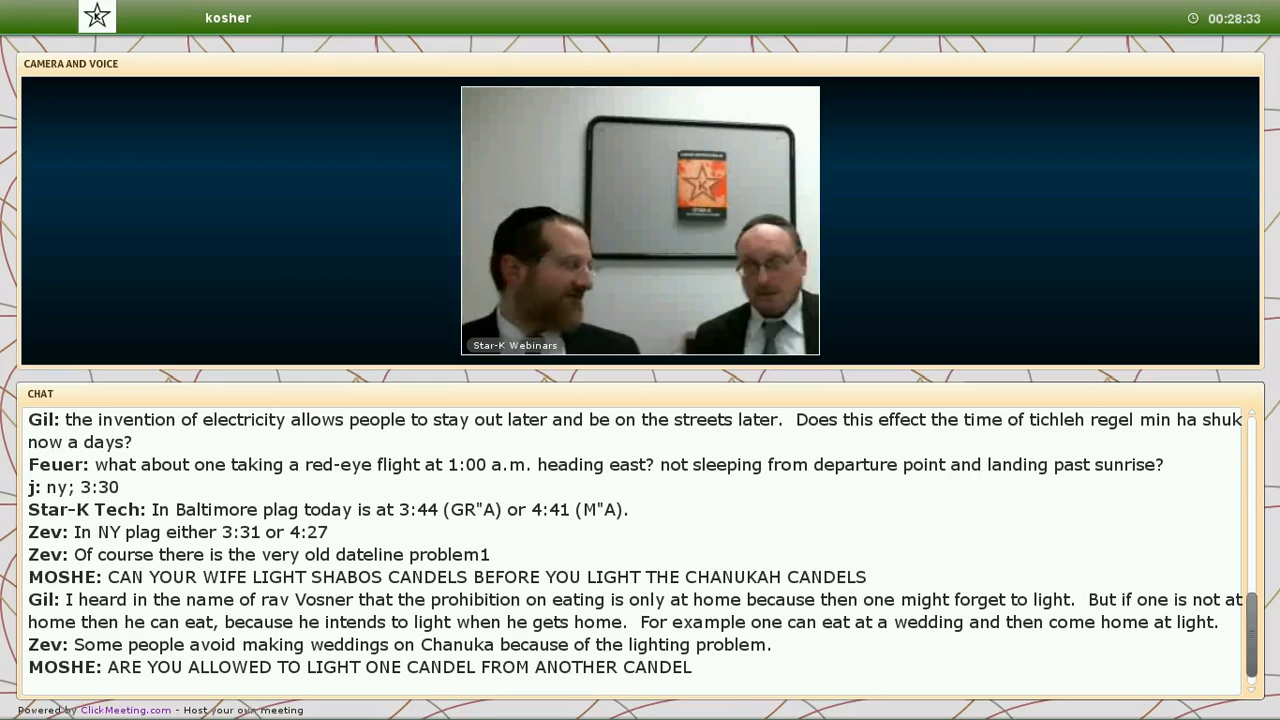 kosher
00:28:33
CAMERA AND VOICE
K
STAR-K
Star-K Webinars
CHAT
Gil: the invention of electricity allows people to stay out later and be on the streets later.  Does this effect the time of tichleh regel min ha shuk
now a days?
Feuer: what about one taking a red-eye flight at 1:00 a.m. heading east? not sleeping from departure point and landing past sunrise?
j: ny; 3:30
Star-K Tech: In Baltimore plag today is at 3:44 (GR"A) or 4:41 (M"A).
Zev: In NY plag either 3:31 or 4:27
Zev: Of course there is the very old dateline problem1
MOSHE: CAN YOUR WIFE LIGHT SHABOS CANDELS BEFORE YOU LIGHT THE CHANUKAH CANDELS
Gil: I heard in the name of rav Vosner that the prohibition on eating is only at home because then one might forget to light.  But if one is not at
home then he can eat, because he intends to light when he gets home.  For example one can eat at a wedding and then come home at light.
Zev: Some people avoid making weddings on Chanuka because of the lighting problem.
MOSHE: ARE YOU ALLOWED TO LIGHT ONE CANDEL FROM ANOTHER CANDEL
Powered by ClickMeeting.com - Host your own meeting